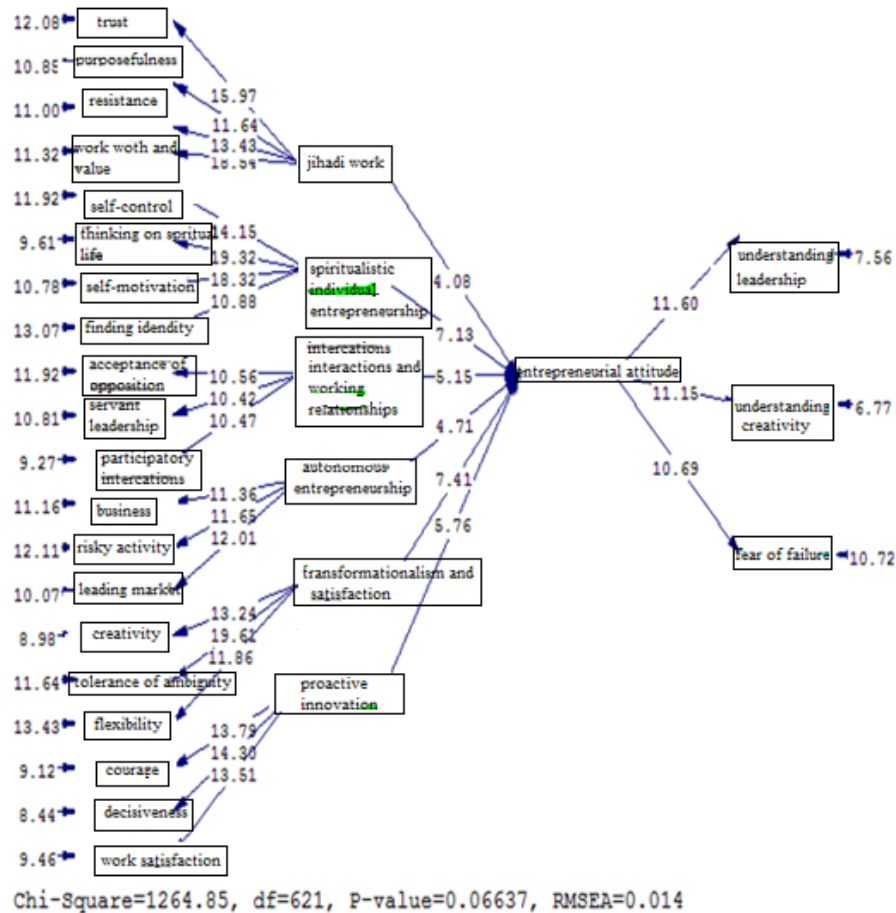 12.08
trust
10.85
purposefulness
11.00
resistance
11.32
work woth and
value
11.92
self-control
9.61
thinking on spritual
life
10.78
self-motivation
13.07
finding idendity
11.92
acceptance of
opposition
10.81
servant
leadership
9.27
participatory
intercations
11.16
business
12.11
risky activity
10.07
leading market
8.98
creativity
11.64
tolerance of ambiguity
13.43
flexibility
9.12
courage
8.44
decisiveness
9.46
work satisfaction
15.97
11.64
13.43
14.15
19.32
18.32
10.88
10.56
10.42
10.47
11.36
11.65
12.01
13.24
19.61
11.86
13.79
14.30
13.51
jihadi work
spiritualistic
individual
entrepreneurship
intercations
interactions and
working
relationships
autonomous
entrepreneurship
transformationalism and
satisfaction
proactive
innovation
4.08
7.13
5.15
4.71
7.41
5.76
entrepreneurial attitude
11.60
11.15
10.69
understanding
leadership
7.56
understanding
creativity
6.77
fear of failure
10.72
Chi-Square=1264.85, df=621, P-value=0.06637, RMSEA=0.014